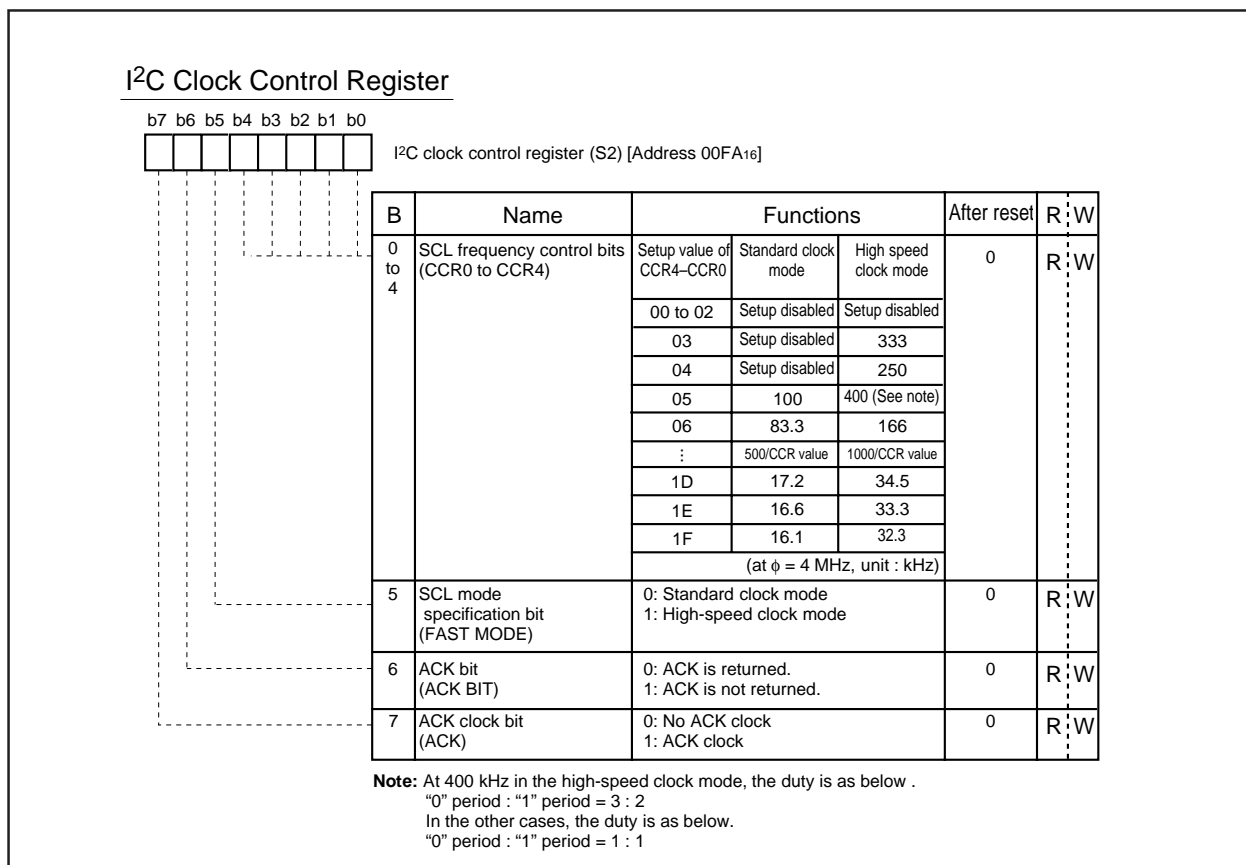 I2C Clock Control Register
b7 b6 b5 b4 b3 b2 b1 b0
I2C clock control register (S2) [Address 00FA16]
B Name Functions After reset R W
0 to 4 SCL frequency control bits (CCR0 to CCR4) 0 R W
Setup value of CCR4–CCR0 Standard clock mode High speed clock mode
00 to 02 Setup disabled Setup disabled
03 Setup disabled 333
04 Setup disabled 250
05 100 400 (See note)
06 83.3 166
⋮ 500/CCR value 1000/CCR value
1D 17.2 34.5
1E 16.6 33.3
1F 16.1 32.3
(at φ = 4 MHz, unit : kHz)
5 SCL mode 0: Standard clock mode 0 R W
specification bit 1: High-speed clock mode
(FAST MODE)
6 ACK bit 0: ACK is returned. 0 R W
(ACK BIT) 1: ACK is not returned.
7 ACK clock bit 0: No ACK clock 0 R W
(ACK) 1: ACK clock
Note: At 400 kHz in the high-speed clock mode, the duty is as below .
“0” period : “1” period = 3 : 2
In the other cases, the duty is as below.
“0” period : “1” period = 1 : 1